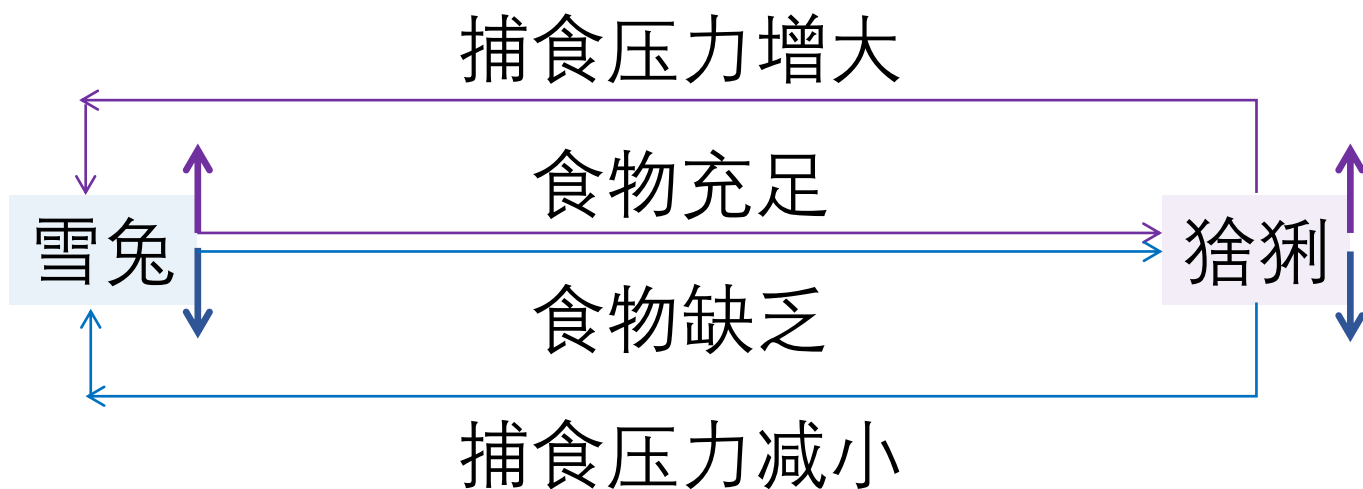 捕食压力增大
食物充足
雪兔
猞猁
食物缺乏
捕食压力减小